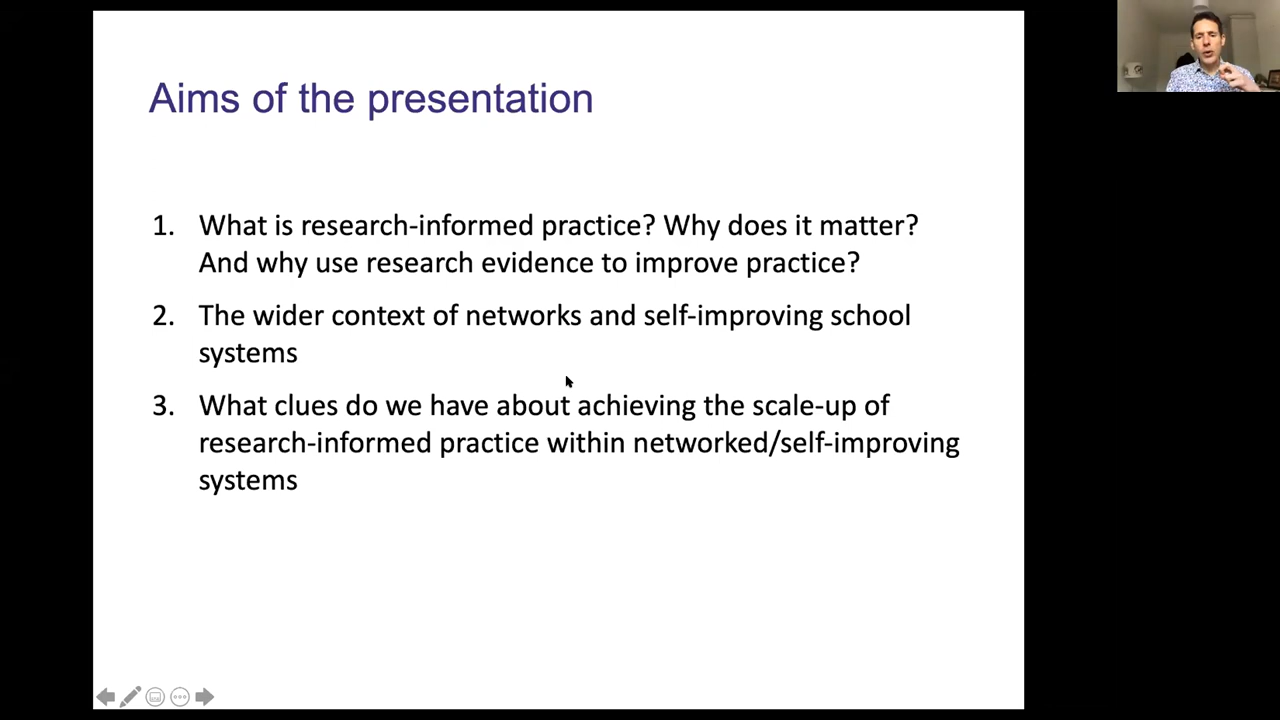 Aims of the presentation
1. What is research-informed practice? Why does it matter?
And why use research evidence to improve practice?
2. The wider context of networks and self-improving school
systems
3. What clues do we have about achieving the scale-up of
research-informed practice within networked/self-improving
systems